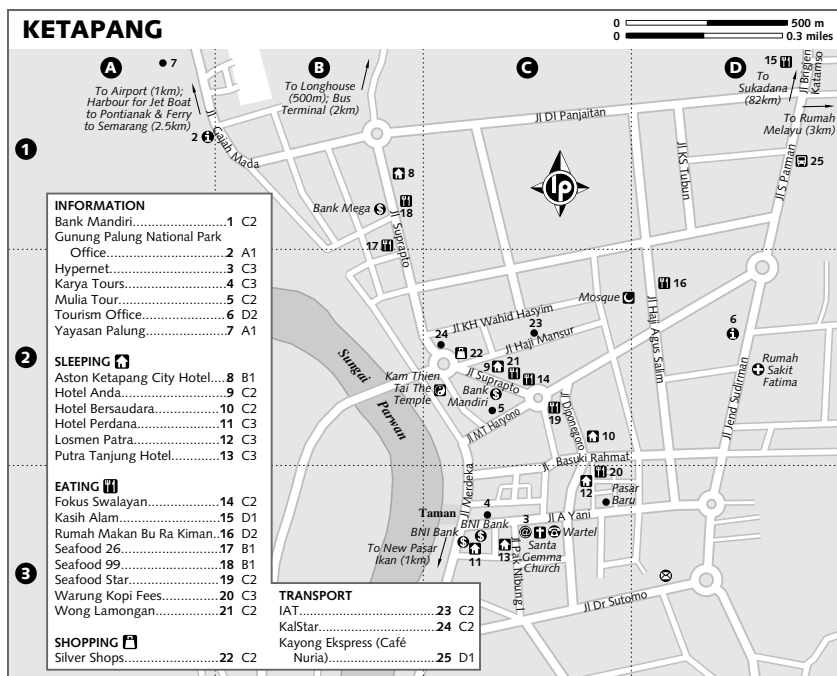 KETAPANG
0 500 m
0 0.3 miles
A
B
C
D
1
2
3
7
To Airport (1km);
Harbour for Jet Boat
to Pontianak & Ferry
to Semarang (2.5km)
2
Jl Gajah Mada
To Longhouse
(500m); Bus
Terminal (2km)
15
To
Sukadana
(82km)
Jl Brigjen
Katamso
To Rumah
Melayu (3km)
25
Jl DI Panjaitan
Jl KS Tubun
Jl S Parman
lp
8
Bank Mega
18
17
Jl Suprapto
Mosque
16
Jl KH Wahid Hasyim
24
23
Jl Haji Mansur
22
9
21
14
Jl Suprapto
Kam Thien
Tai The
Temple
Bank
Mandiri
5
Jl MT Haryono
19
Jl Diponegoro
10
Jl Haji Agus Salim
6
Rumah
Sakit
Fatima
Jl Jend Sudirman
Sungai
Parwan
Jl Basuki Rahmat
20
12
Pasar
Baru
Jl Merdeka
Taman
4
Jl A Yani
BNI Bank
BNI Bank
3
Wartel
Santa
Gemma
Church
To New Pasar
Ikan (1km)
11
13
Jl Pak Nibung I
Jl Dr Sutomo
INFORMATION
Bank Mandiri.......................1 C2
Gunung Palung National Park
Office...............................2 A1
Hypernet............................3 C3
Karya Tours........................4 C3
Mulia Tour..........................5 C2
Tourism Office....................6 D2
Yayasan Palung..................7 A1
SLEEPING
Aston Ketapang City Hotel....8 B1
Hotel Anda.........................9 C2
Hotel Bersaudara..............10 C2
Hotel Perdana...................11 C3
Losmen Patra....................12 C3
Putra Tanjung Hotel..........13 C3
EATING
Fokus Swalayan.................14 C2
Kasih Alam........................15 D1
Rumah Makan Bu Ra Kiman..16 D2
Seafood 26.......................17 B1
Seafood 99.......................18 B1
Seafood Star.....................19 C2
Warung Kopi Fees.............20 C3
Wong Lamongan...............21 C2
SHOPPING
Silver Shops......................22 C2
TRANSPORT
IAT...................................23 C2
KalStar.............................24 C2
Kayong Ekspress (Café
Nuria)............................25 D1